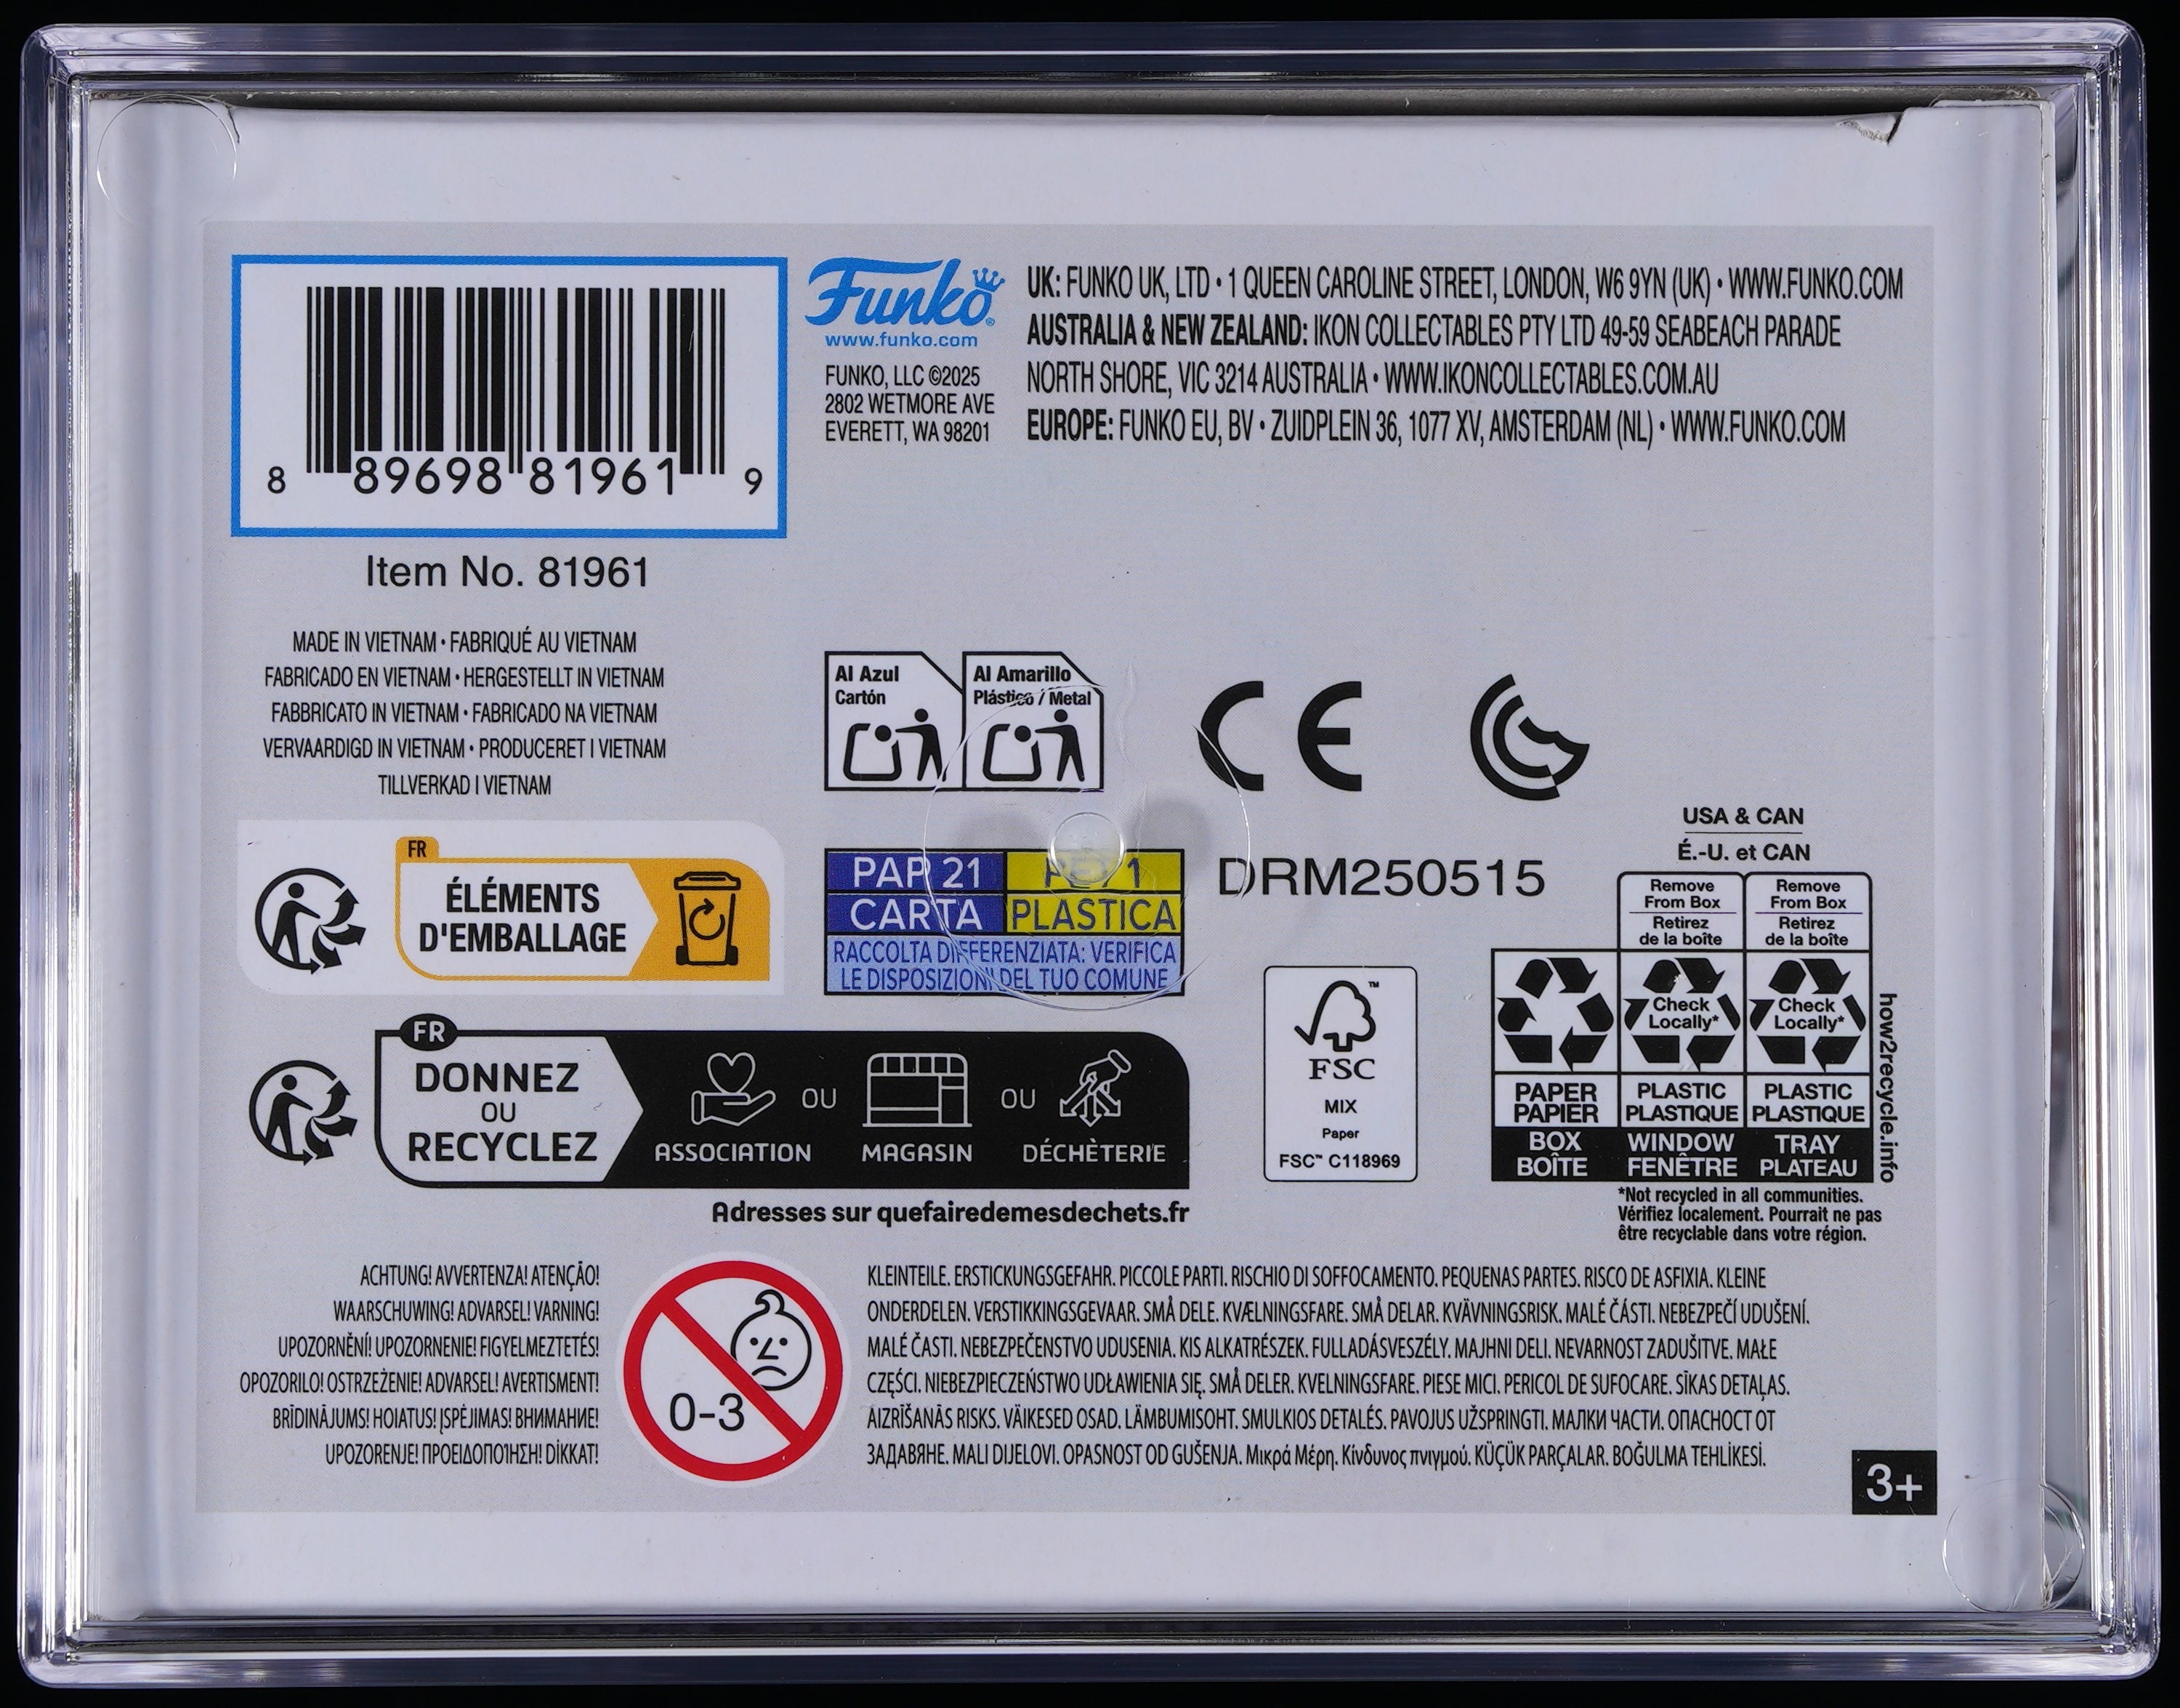 8 89698 81961 9
Item No. 81961
MADE IN VIETNAM • FABRIQUÉ AU VIETNAM
FABRICADO EN VIETNAM • HERGESTELLT IN VIETNAM
FABBRICATO IN VIETNAM • FABRICADO NA VIETNAM
VERVAARDIGD IN VIETNAM • PRODUCERET I VIETNAM
TILLVERKAD I VIETNAM
Funko®
www.funko.com
FUNKO, LLC ©2025
2802 WETMORE AVE
EVERETT, WA 98201
UK: FUNKO UK, LTD • 1 QUEEN CAROLINE STREET, LONDON, W6 9YN (UK) • WWW.FUNKO.COM
AUSTRALIA & NEW ZEALAND: IKON COLLECTABLES PTY LTD 49-59 SEABEACH PARADE
NORTH SHORE, VIC 3214 AUSTRALIA • WWW.IKONCOLLECTABLES.COM.AU
EUROPE: FUNKO EU, BV • ZUIDPLEIN 36, 1077 XV, AMSTERDAM (NL) • WWW.FUNKO.COM
Al Azul
Cartón
Al Amarillo
Plástico / Metal
CE
FR
ÉLÉMENTS
D'EMBALLAGE
PAP 21
CARTA
PLASTICA
RACCOLTA DIFFERENZIATA: VERIFICA
LE DISPOSIZIONI DEL TUO COMUNE
DRM250515
FR
DONNEZ
OU
RECYCLEZ
ASSOCIATION
OU
MAGASIN
OU
DÉCHÈTERIE
Adresses sur quefairedemesdechets.fr
FSC™
MIX
Paper
FSC™ C118969
USA & CAN
É.-U. et CAN
Remove
From Box
Retirez
de la boîte
Remove
From Box
Retirez
de la boîte
Check
Locally*
Check
Locally*
PAPER
PAPIER
PLASTIC
PLASTIQUE
PLASTIC
PLASTIQUE
BOX
BOÎTE
WINDOW
FENÊTRE
TRAY
PLATEAU
how2recycle.info
*Not recycled in all communities.
Vérifiez localement. Pourrait ne pas
être recyclable dans votre région.
ACHTUNG! AVVERTENZA! ATENÇÃO!
WAARSCHUWING! ADVARSEL! VARNING!
UPOZORNĚNÍ! UPOZORNENIE! FIGYELMEZTETÉS!
OPOZORILO! OSTRZEŻENIE! ADVARSEL! AVERTISMENT!
BRĪDINĀJUMS! HOIATUS! ĮSPĖJIMAS! ВНИМАНИЕ!
UPOZORENJE! ΠΡΟΕΙΔΟΠΟΊΗΣΗ! DİKKAT!
0-3
KLEINTEILE. ERSTICKUNGSGEFAHR. PICCOLE PARTI. RISCHIO DI SOFFOCAMENTO. PEQUENAS PARTES. RISCO DE ASFIXIA. KLEINE
ONDERDELEN. VERSTIKKINGSGEVAAR. SMÅ DELE. KVÆLNINGSFARE. SMÅ DELAR. KVÄVNINGSRISK. MALÉ ČÁSTI. NEBEZPEČÍ UDUŠENÍ.
MALÉ ČASTI. NEBEZPEČENSTVO UDUSENIA. KIS ALKATRÉSZEK. FULLADÁSVESZÉLY. MAJHNI DELI. NEVARNOST ZADUŠITVE. MAŁE
CZĘŚCI. NIEBEZPIECZEŃSTWO UDŁAWIENIA SIĘ. SMÅ DELER. KVELNINGSFARE. PIESE MICI. PERICOL DE SUFOCARE. SĪKAS DETAĻAS.
AIZRĪŠANĀS RISKS. VÄIKESED OSAD. LÄMBUMISOHT. SMULKIOS DETALĖS. PAVOJUS UŽSPRINGTI. МАЛКИ ЧАСТИ. ОПАСНОСТ ОТ
ЗАДАВЯНЕ. MALI DIJELOVI. OPASNOST OD GUŠENJA. Μικρά Μέρη. Κίνδυνος πνιγμού. KÜÇÜK PARÇALAR. BOĞULMA TEHLİKESİ.
3+